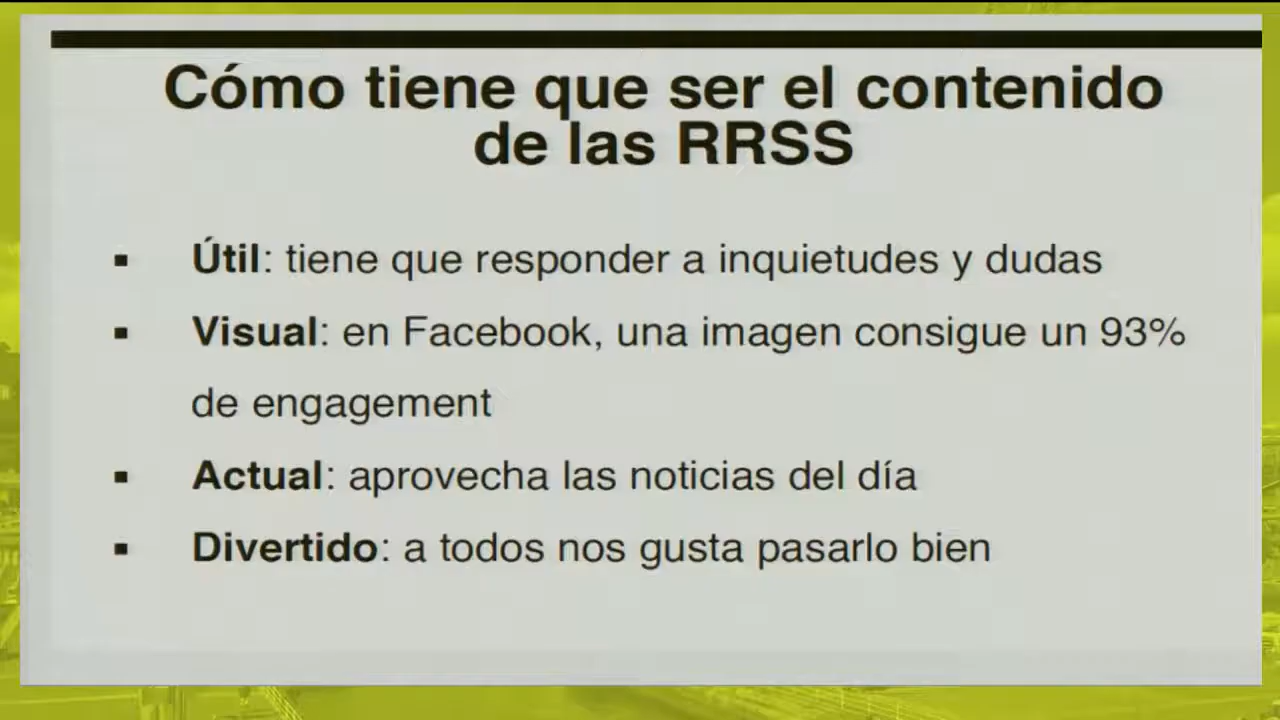 Cómo tiene que ser el contenido
de las RRSS
▪ Útil: tiene que responder a inquietudes y dudas
▪ Visual: en Facebook, una imagen consigue un 93%
de engagement
▪ Actual: aprovecha las noticias del día
▪ Divertido: a todos nos gusta pasarlo bien